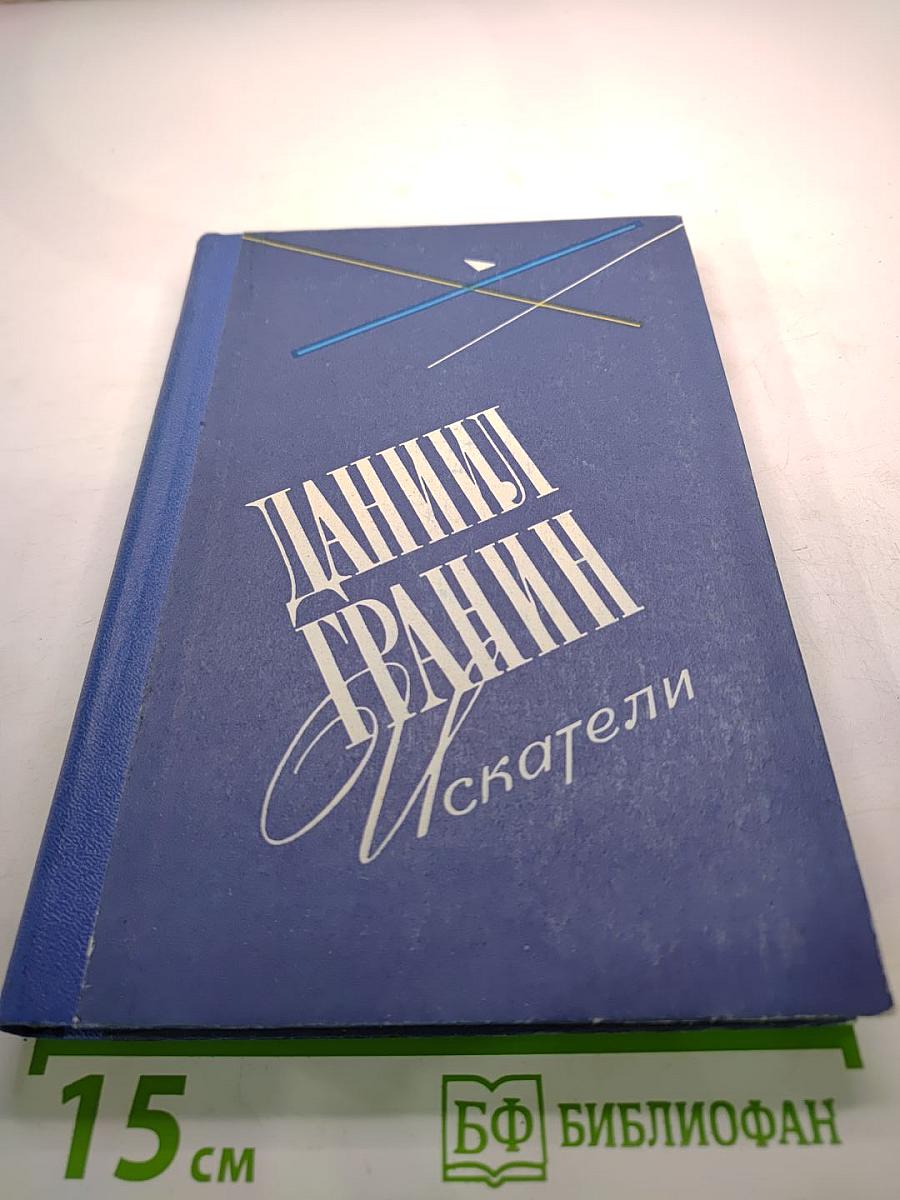 ДАНИИЛ
ГРАНИН
Искатели
15 см
БФ БИБЛИОФАН